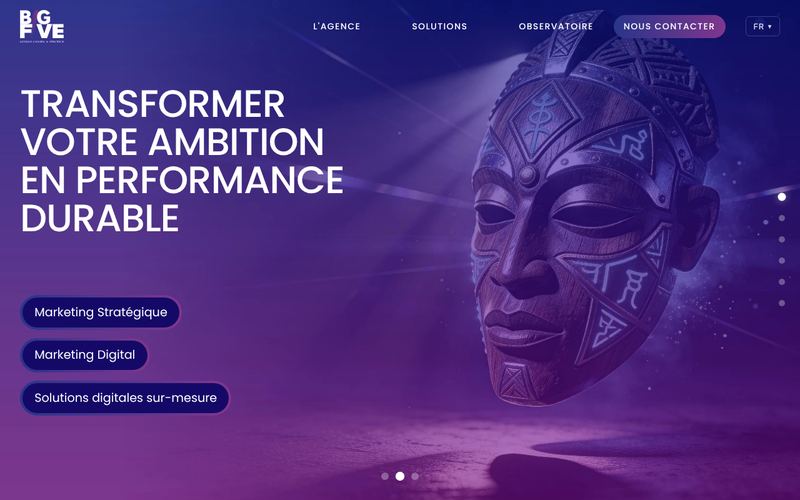 BIG
FIVE
L'AGENCE
SOLUTIONS
OBSERVATOIRE
NOUS CONTACTER
FR
TRANSFORMER
VOTRE AMBITION
EN PERFORMANCE
DURABLE
Marketing Stratégique
Marketing Digital
Solutions digitales sur-mesure